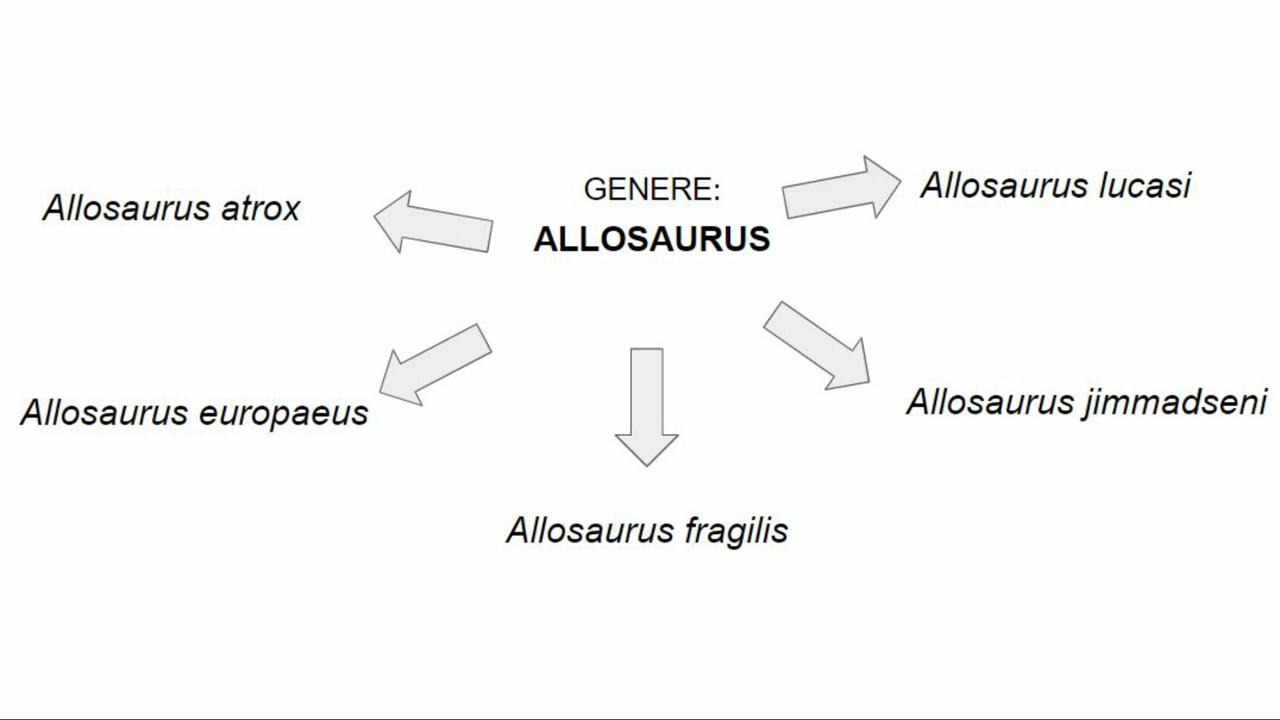 GENERE:
ALLOSAURUS
Allosaurus atrox
Allosaurus lucasi
Allosaurus europaeus
Allosaurus jimmadseni
Allosaurus fragilis